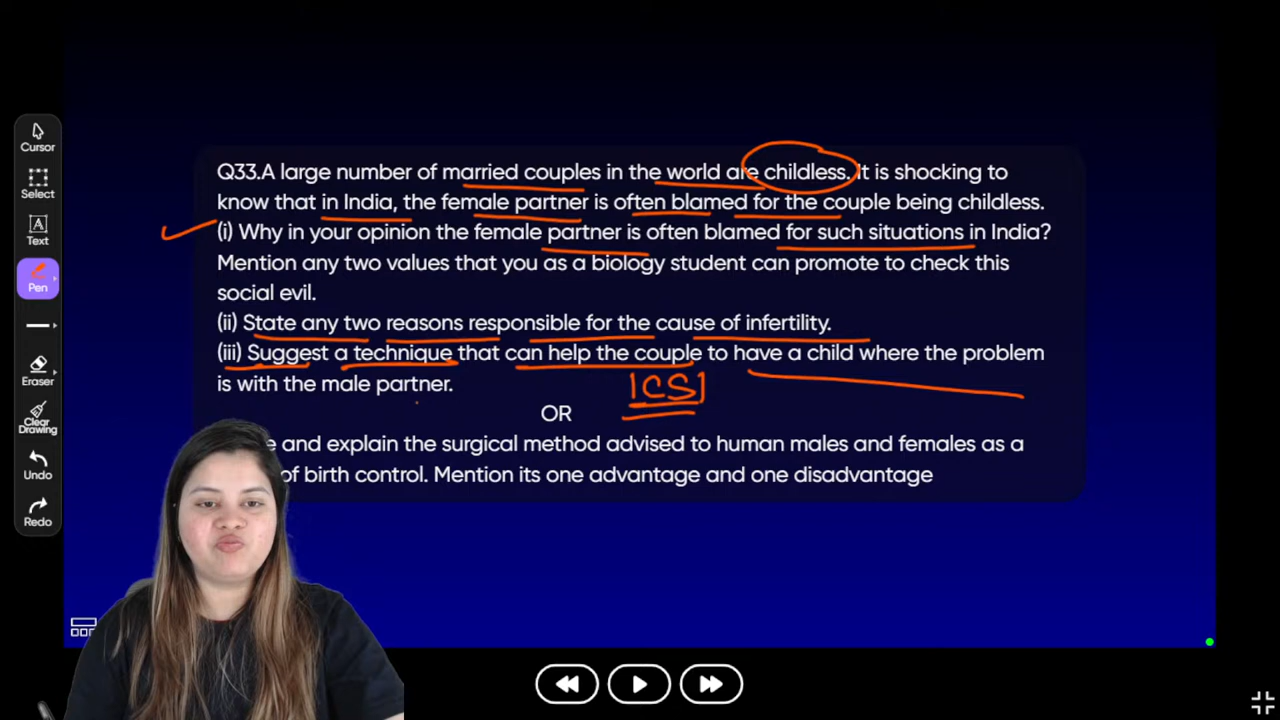 Cursor
Select
Text
Pen
Eraser
Clear
Drawing
Undo
Redo
Q33.A large number of married couples in the world are childless. It is shocking to
know that in India, the female partner is often blamed for the couple being childless.
(i) Why in your opinion the female partner is often blamed for such situations in India?
Mention any two values that you as a biology student can promote to check this
social evil.
(ii) State any two reasons responsible for the cause of infertility.
(iii) Suggest a technique that can help the couple to have a child where the problem
is with the male partner.
ICSI
OR
e and explain the surgical method advised to human males and females as a
of birth control. Mention its one advantage and one disadvantage